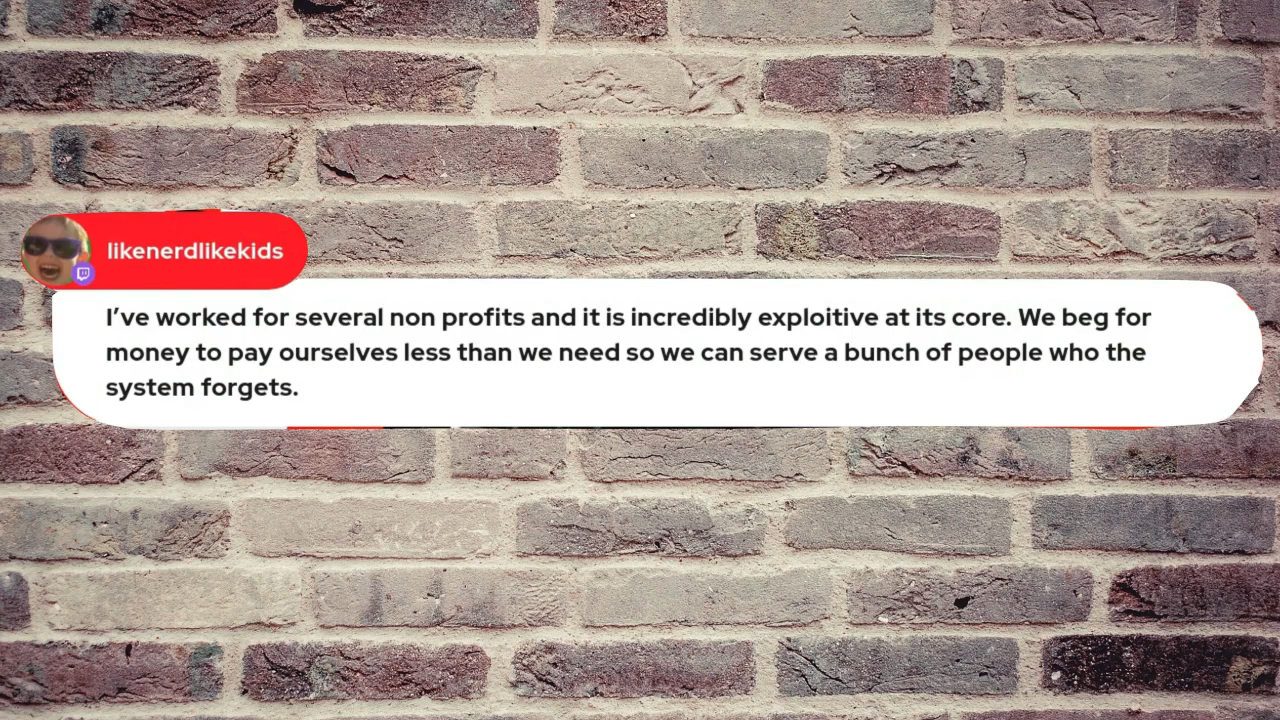 likenerdlikekids
I’ve worked for several non profits and it is incredibly exploitive at its core. We beg for
money to pay ourselves less than we need so we can serve a bunch of people who the
system forgets.